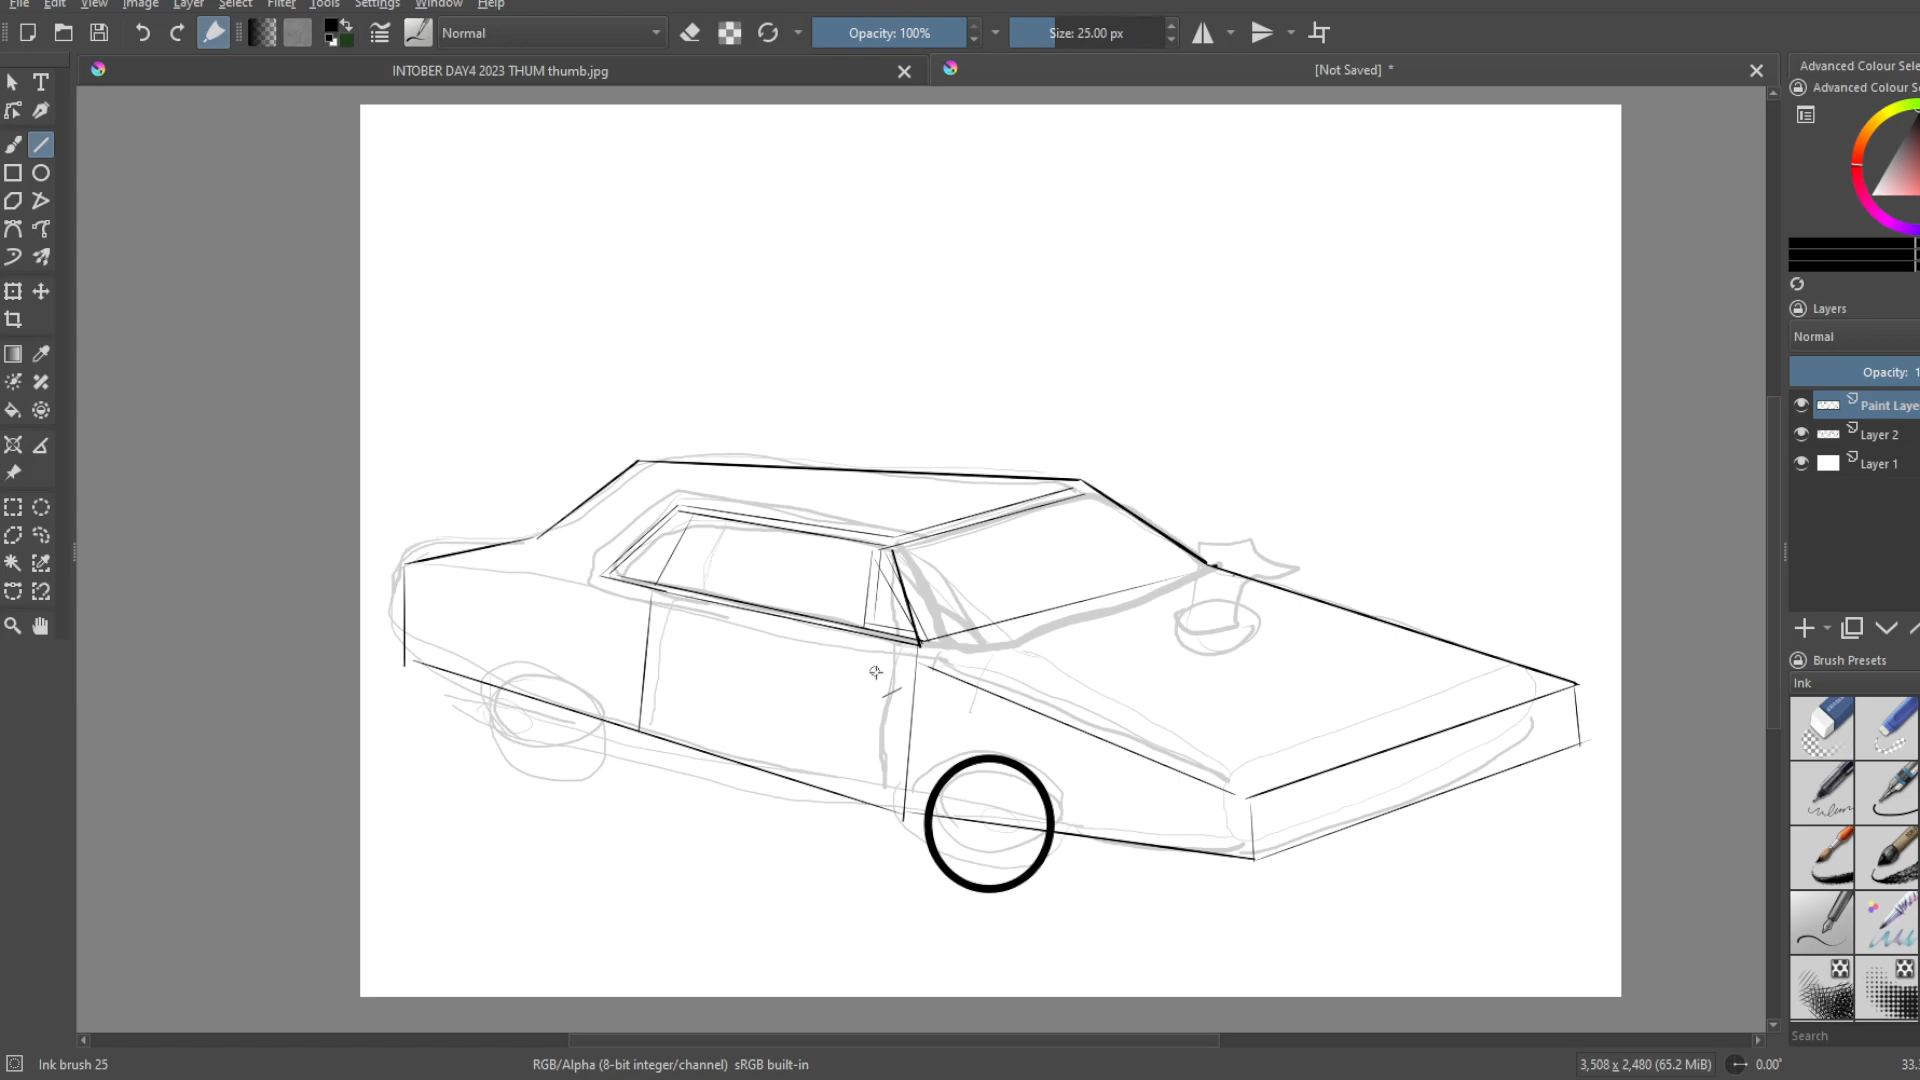 File Edit View Image Layer Select Filter Tools Settings Window Help
Normal
Opacity: 100%
Size: 25.00 px
INTOBER DAY4 2023 THUM thumb.jpg
[Not Saved] *
Advanced Colour Sele
Advanced Colour Se
Layers
Normal
Opacity: 1
Paint Laye
Layer 2
Layer 1
Brush Presets
Ink
Search
Ink brush 25
RGB/Alpha (8-bit integer/channel) sRGB built-in
3,508 x 2,480 (65.2 MiB)
0.00°
33.